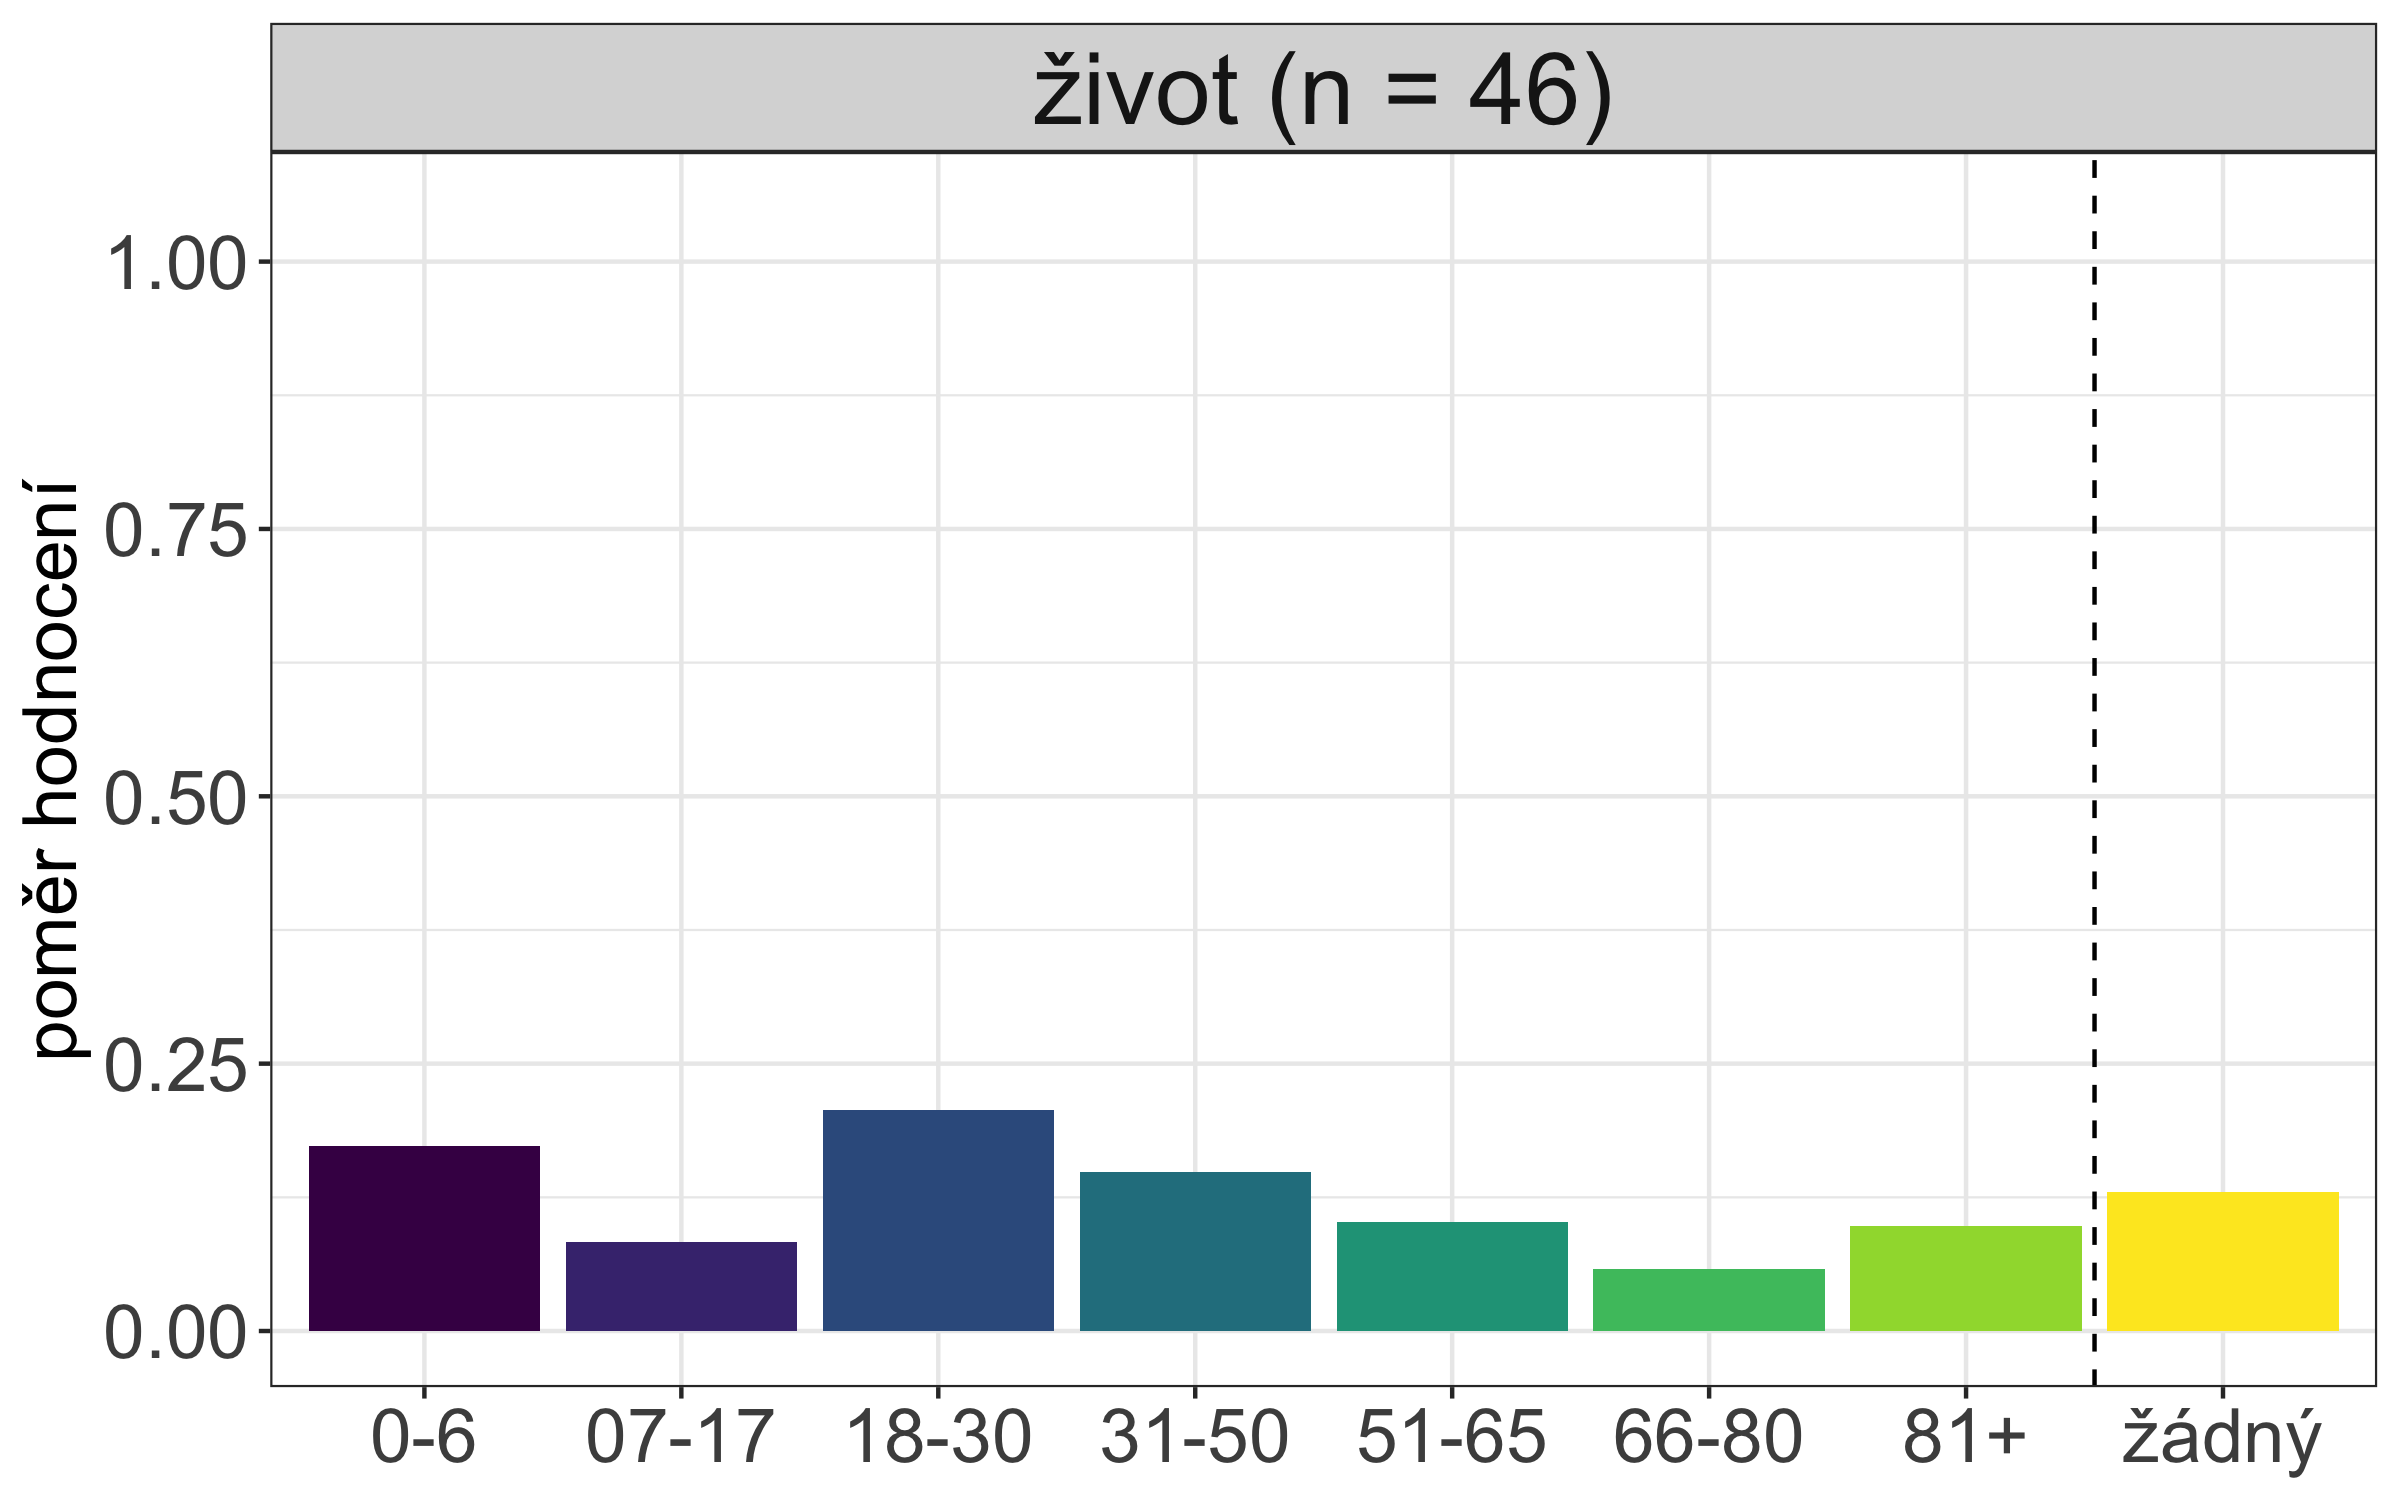 život (n = 46)
poměr hodnocení
1.00
0.75
0.50
0.25
0.00
0-6 07-17 18-30 31-50 51-65 66-80 81+ žádný